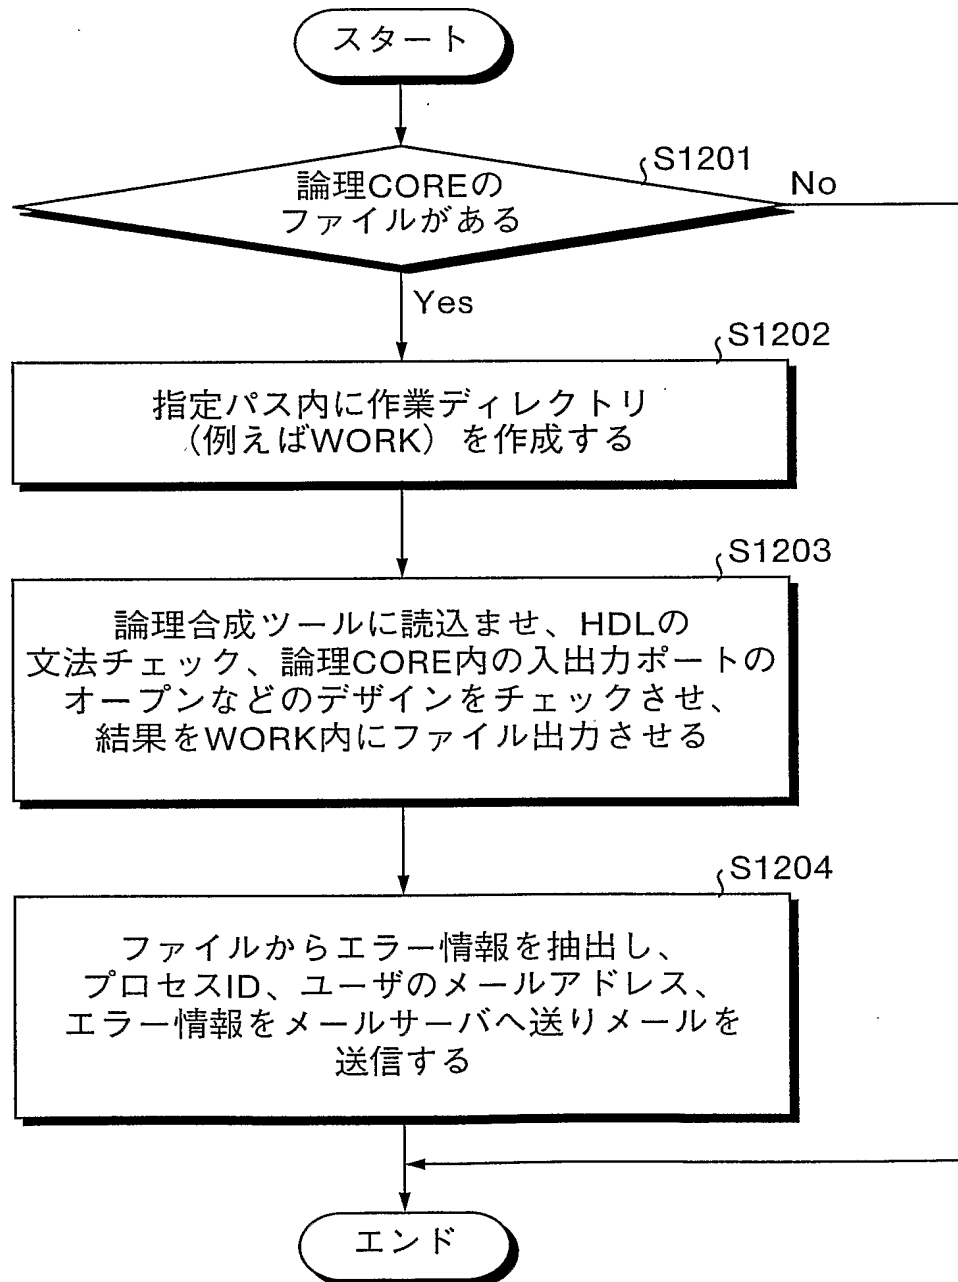 スタート
S1201
論理COREの
ファイルがある
No
Yes
S1202
指定パス内に作業ディレクトリ
（例えばWORK）を作成する
S1203
論理合成ツールに読込ませ、HDLの
文法チェック、論理CORE内の入出力ポートの
オープンなどのデザインをチェックさせ、
結果をWORK内にファイル出力させる
S1204
ファイルからエラー情報を抽出し、
プロセスID、ユーザのメールアドレス、
エラー情報をメールサーバへ送りメールを
送信する
エンド